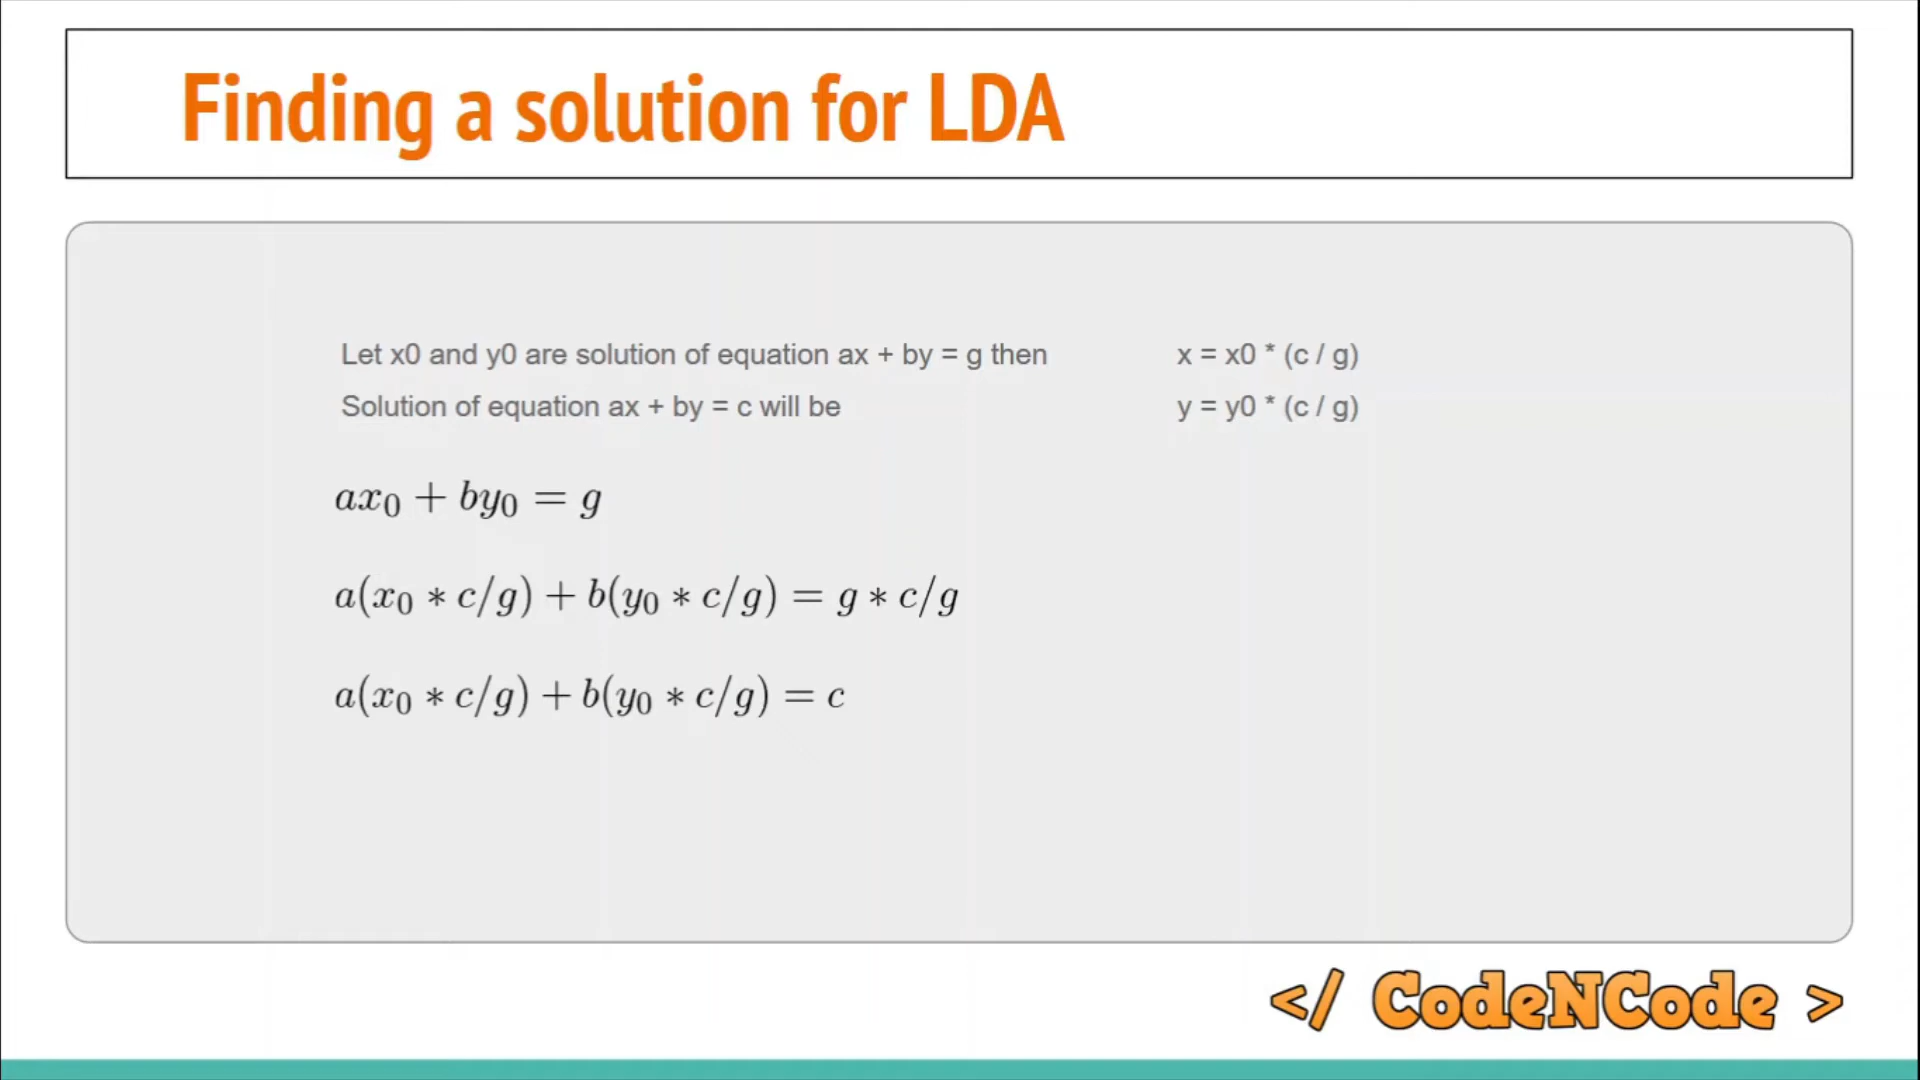 Finding a solution for LDA
Let x0 and y0 are solution of equation ax + by = g then
x = x0 * (c / g)
Solution of equation ax + by = c will be
y = y0 * (c / g)
ax₀ + by₀ = g
a(x₀ * c/g) + b(y₀ * c/g) = g * c/g
a(x₀ * c/g) + b(y₀ * c/g) = c
</ CodeNCode >